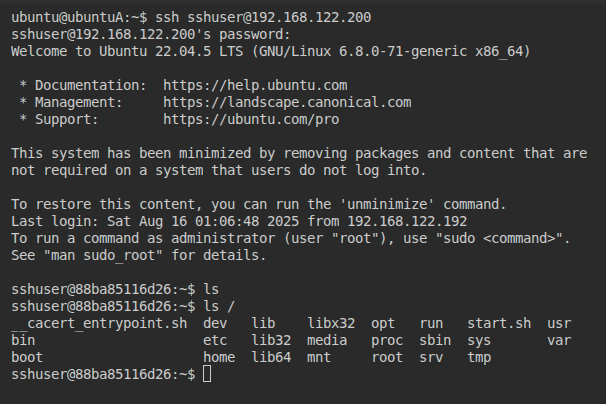 ubuntu@ubuntuA:~$ ssh sshuser@192.168.122.200
sshuser@192.168.122.200's password:
Welcome to Ubuntu 22.04.5 LTS (GNU/Linux 6.8.0-71-generic x86_64)

 * Documentation:  https://help.ubuntu.com
 * Management:     https://landscape.canonical.com
 * Support:        https://ubuntu.com/pro

This system has been minimized by removing packages and content that are
not required on a system that users do not log into.

To restore this content, you can run the 'unminimize' command.
Last login: Sat Aug 16 01:06:48 2025 from 192.168.122.192
To run a command as administrator (user "root"), use "sudo <command>".
See "man sudo_root" for details.

sshuser@88ba85116d26:~$ ls
sshuser@88ba85116d26:~$ ls /
__cacert_entrypoint.sh  dev   lib    libx32  opt   run   start.sh  usr
bin                     etc   lib32  media   proc  sbin  sys       var
boot                    home  lib64  mnt     root  srv   tmp
sshuser@88ba85116d26:~$